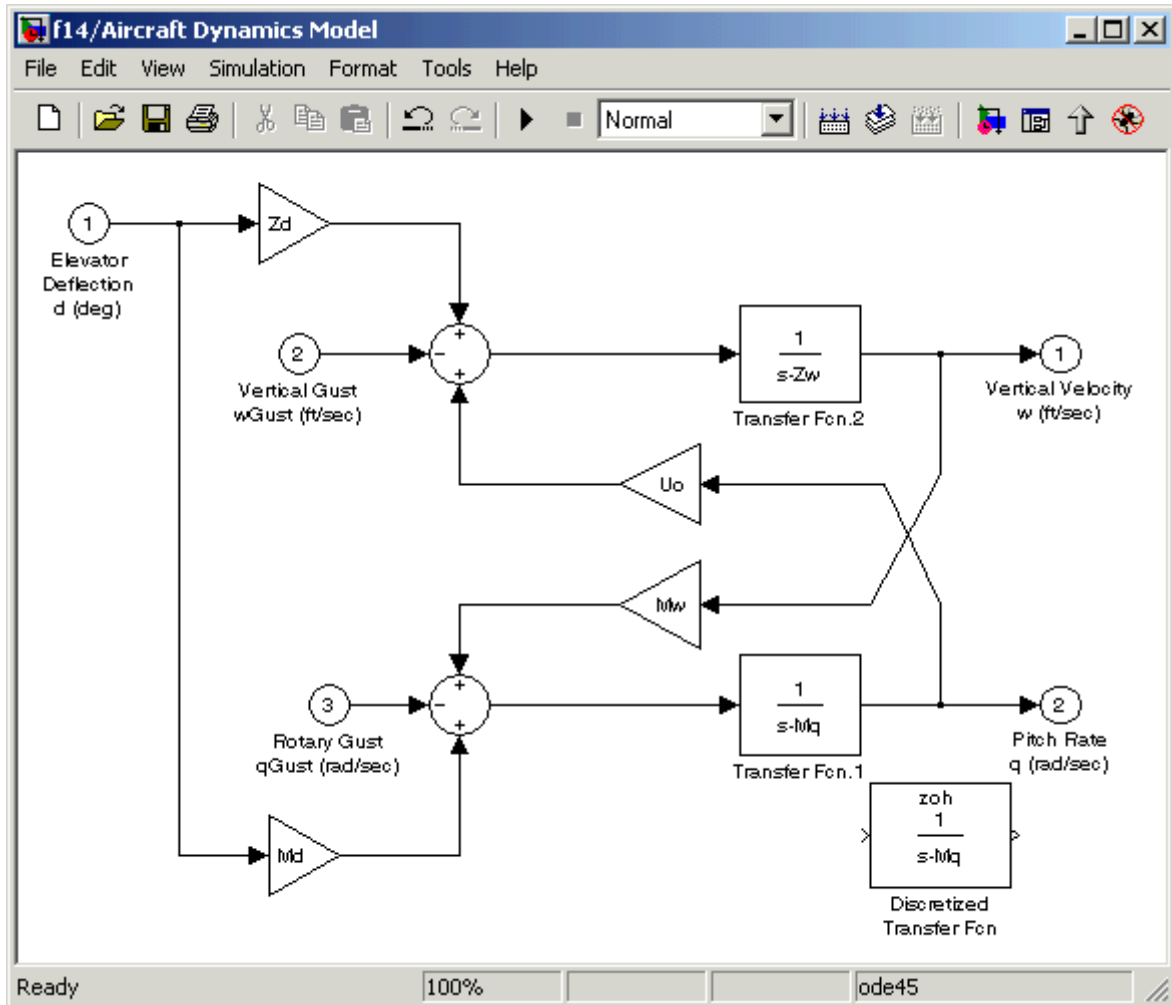 f14/Aircraft Dynamics Model
File Edit View Simulation Format Tools Help
Normal
1
Elevator
Deflection
d (deg)
Zd
2
Vertical Gust
wGust (ft/sec)
+
-
+
1
s-Zw
Transfer Fcn.2
1
Vertical Velocity
w (ft/sec)
Uo
Mw
3
Rotary Gust
qGust (rad/sec)
+
-
+
1
s-Mq
Transfer Fcn.1
2
Pitch Rate
q (rad/sec)
Md
zoh
1
s-Mq
Discretized
Transfer Fcn
Ready 100% ode45